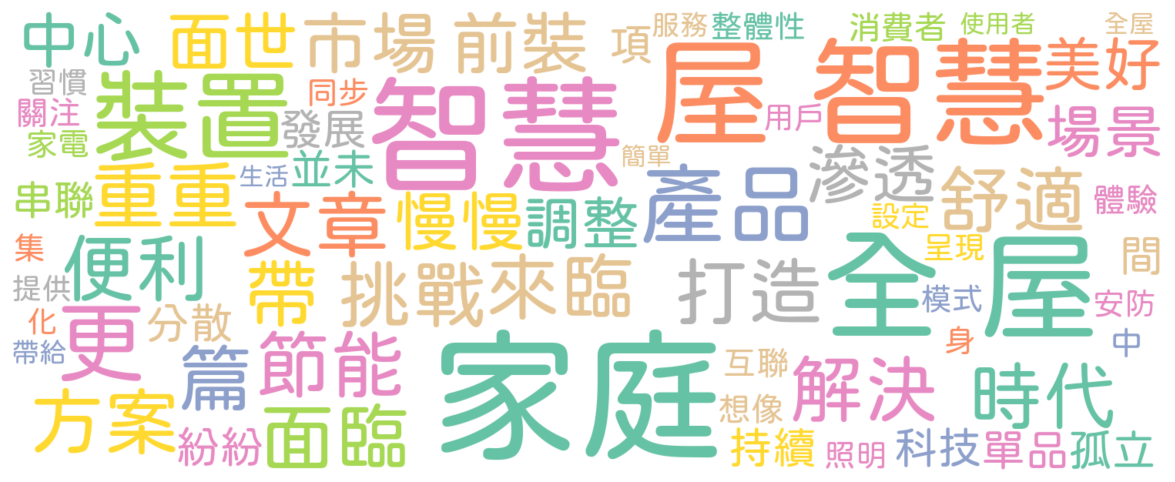 中心
面世
市場
前裝
項
服務
整體性
消費者
使用者
全屋
習慣
裝置
同步
智慧
屋
智慧
美好
關注
發展
用戶
場景
家電
簡單
並未
生活
重重
產品
滲透
舒適
體驗
串聯
文章
慢慢
調整
設定
集
便利
帶
挑戰
來臨
打造
全屋
呈現
間
提供
更
分散
模式
安防
化
帶給
篇
節能
家庭
互聯
解決
身
中
時代
方案
紛紛
面臨
想像
持續
照明
科技
單品
孤立